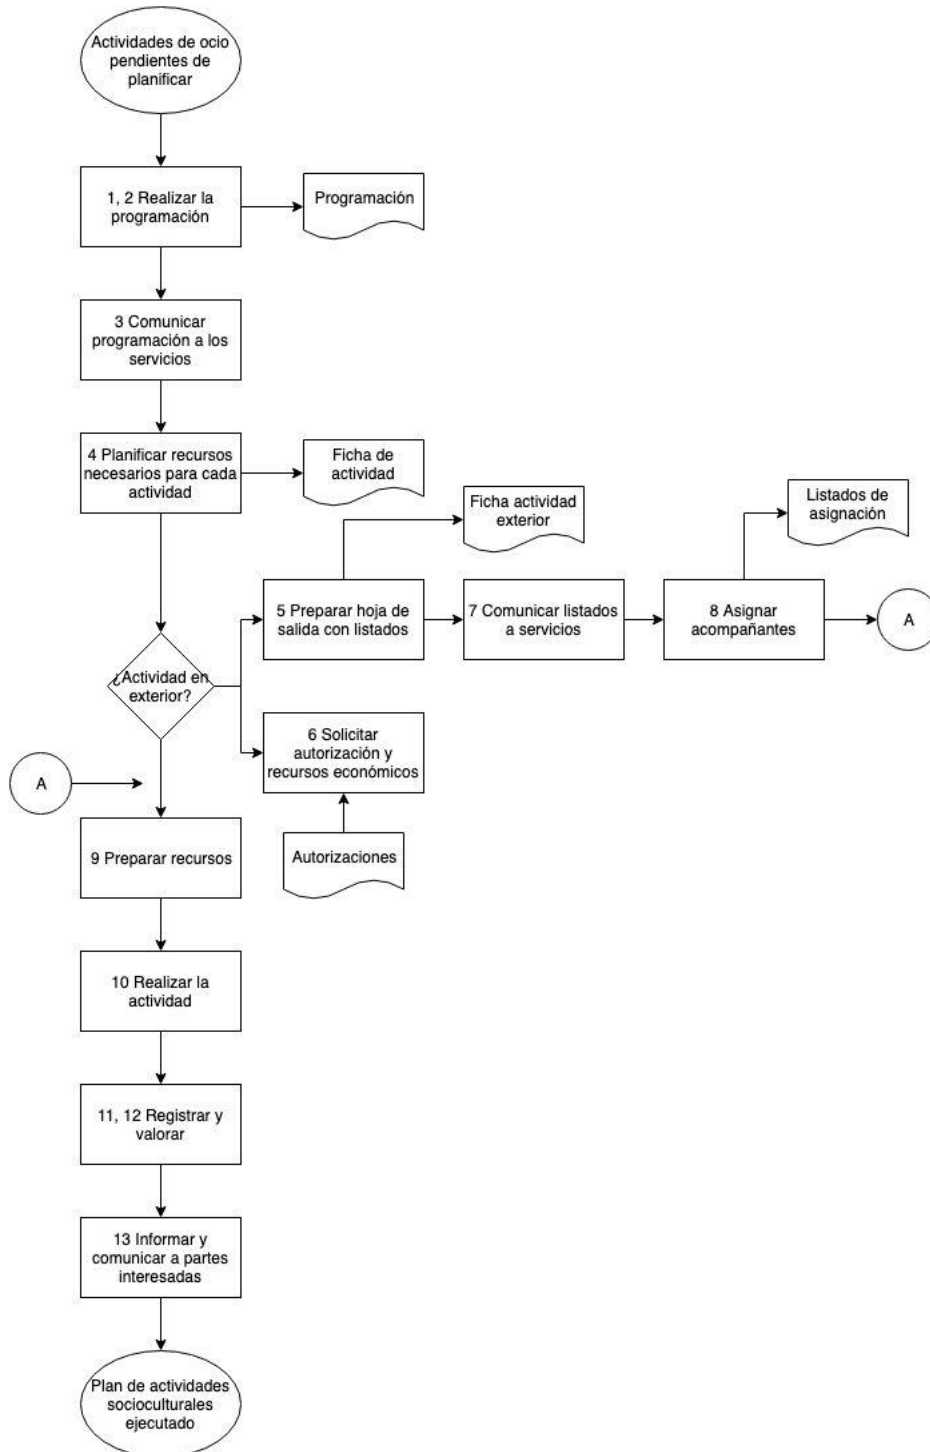 Actividades de ocio
pendientes de
planificar
1, 2 Realizar la
programación
Programación
3 Comunicar
programación a los
servicios
4 Planificar recursos
necesarios para cada
actividad
Ficha de
actividad
Ficha actividad
exterior
Listados de
asignación
5 Preparar hoja de
salida con listados
7 Comunicar listados
a servicios
8 Asignar
acompañantes
A
¿Actividad en
exterior?
6 Solicitar
autorización y
recursos económicos
A
Autorizaciones
9 Preparar recursos
10 Realizar la
actividad
11, 12 Registrar y
valorar
13 Informar y
comunicar a partes
interesadas
Plan de actividades
socioculturales
ejecutado